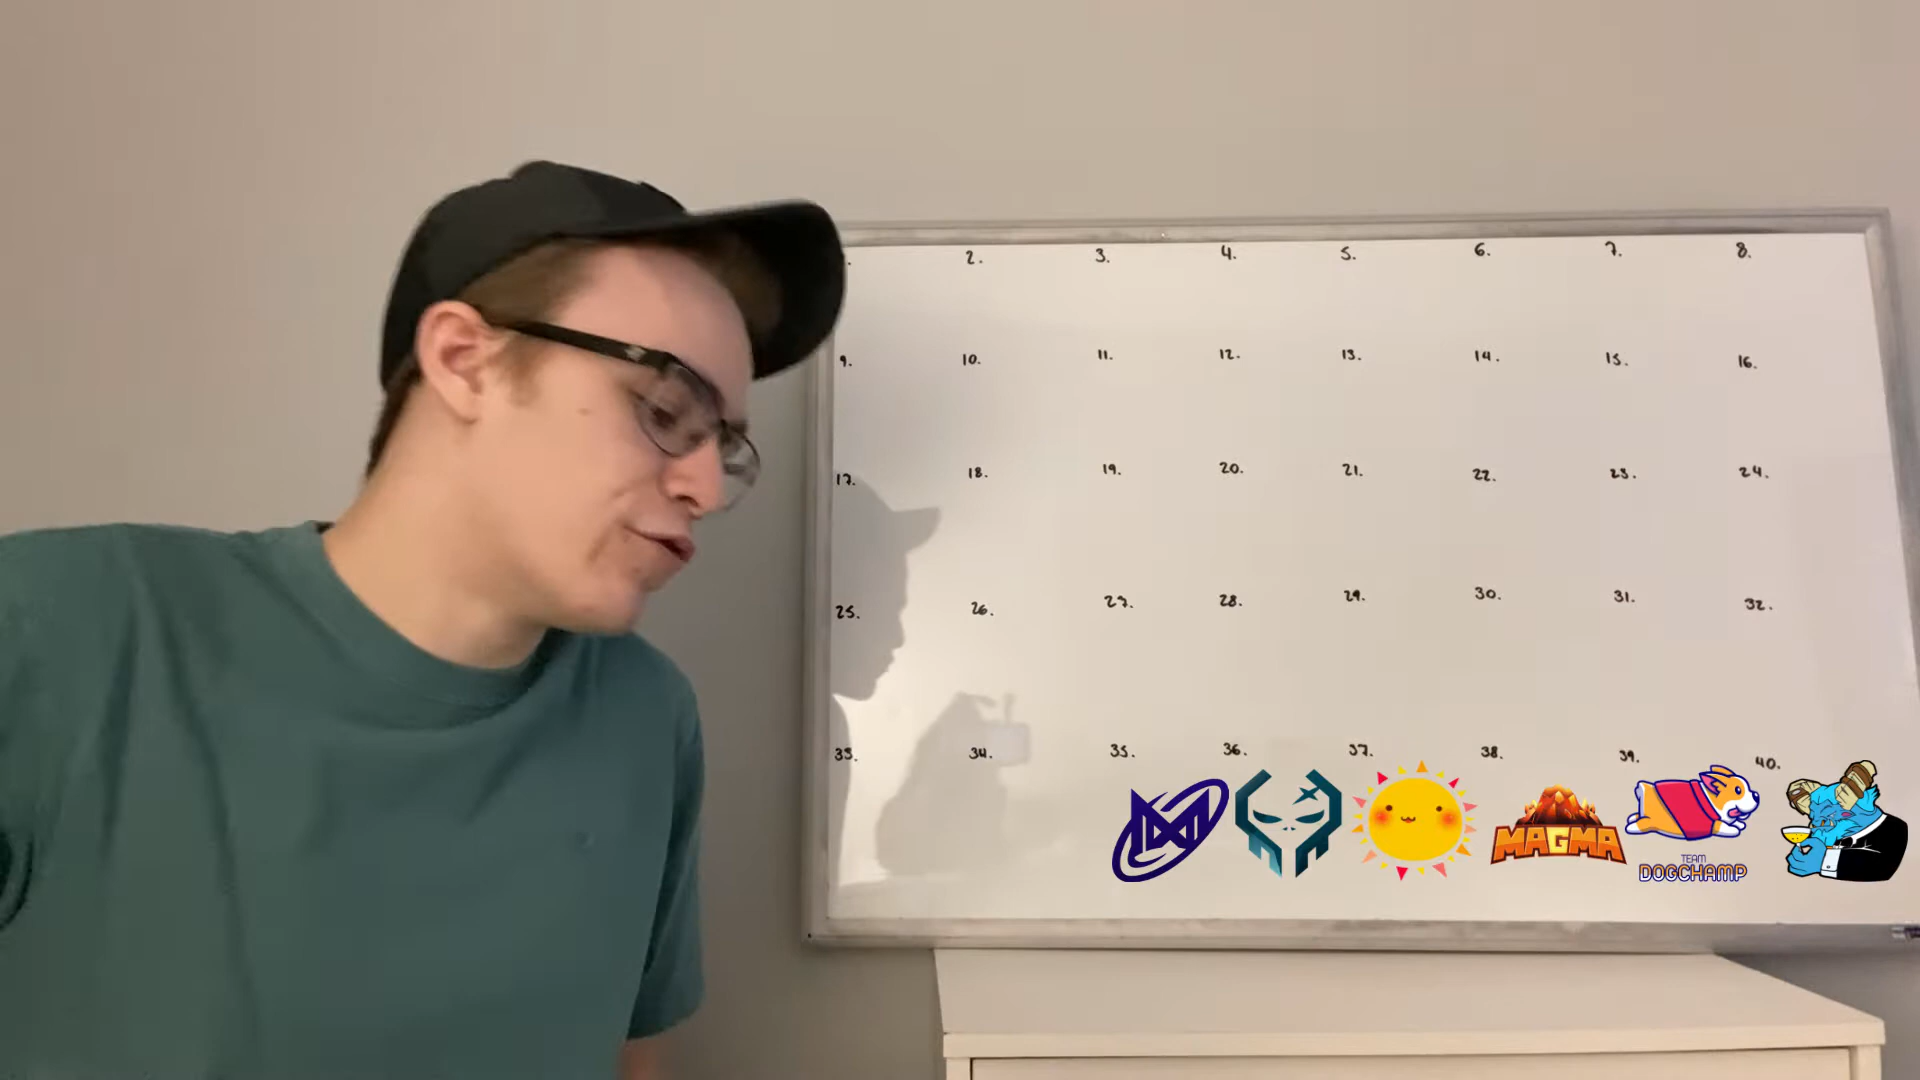 . 2. 3. 4. 5. 6. 7. 8.
9. 10. 11. 12. 13. 14. 15. 16.
17. 18. 19. 20. 21. 22. 23. 24.
25. 26. 27. 28. 29. 30. 31. 32.
33. 34. 35. 36. 37. 38. 39. 40.
MAGMA
TEAM
DOGCHAMP